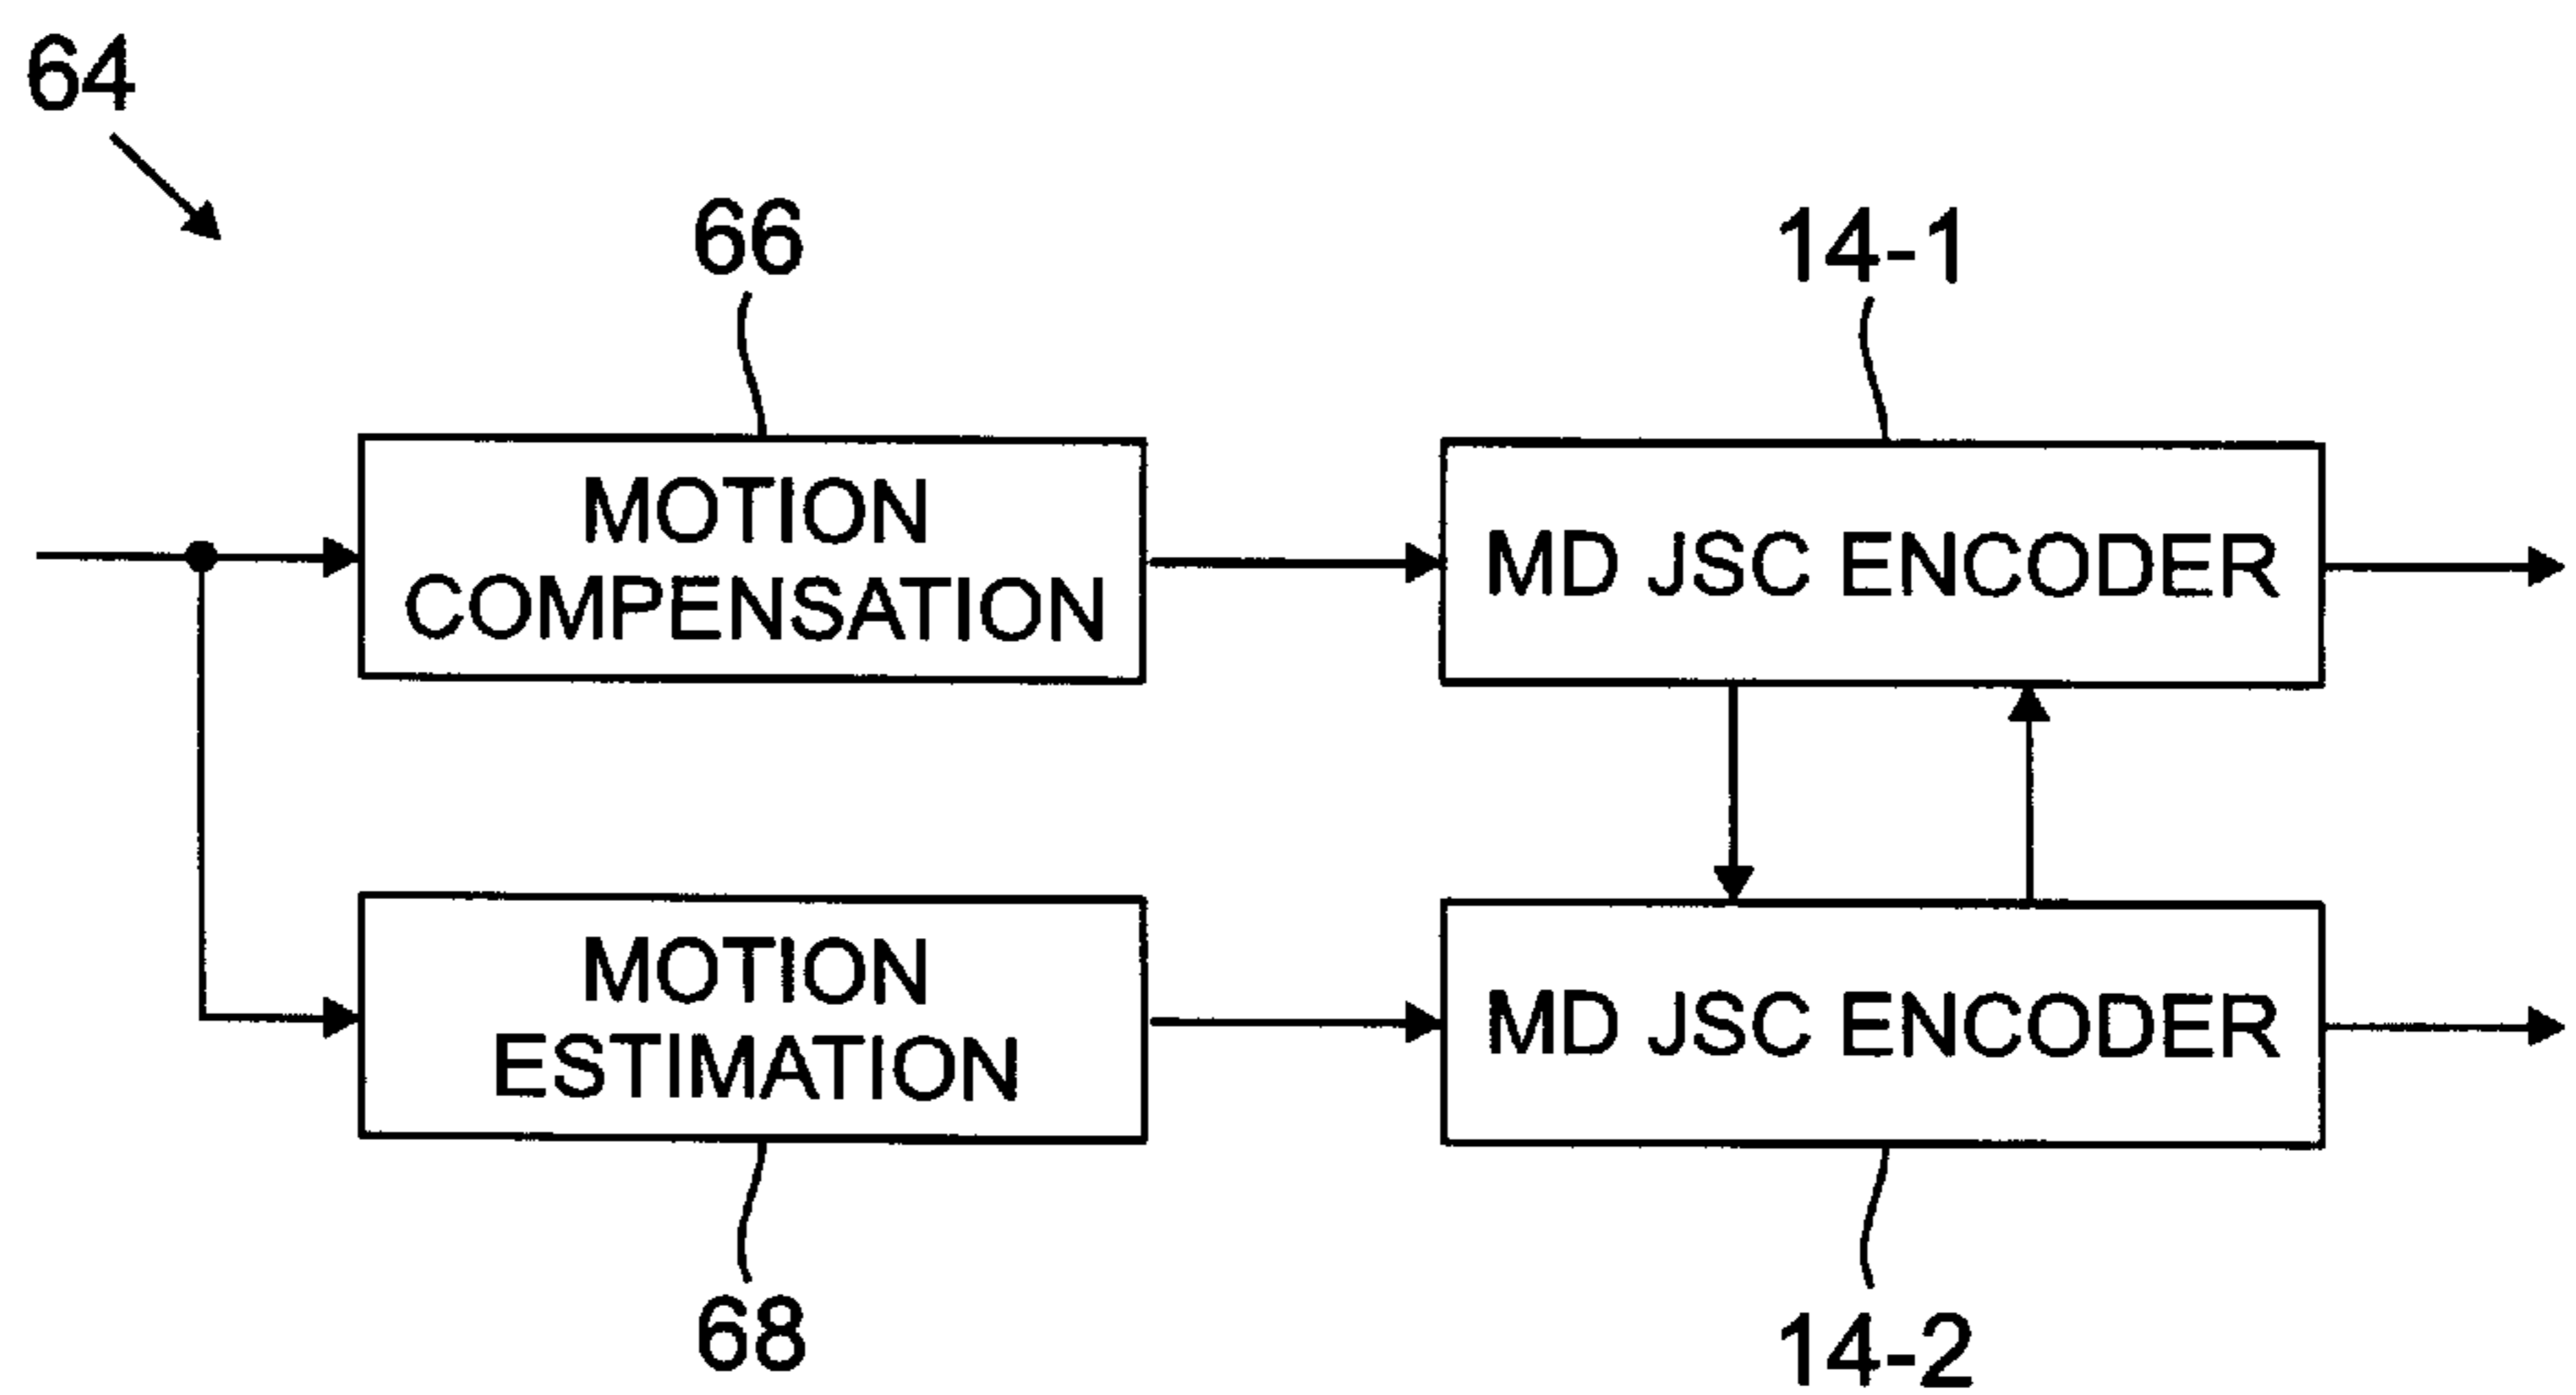 64
66
14-1
MOTION
COMPENSATION
MD JSC ENCODER
MOTION
ESTIMATION
MD JSC ENCODER
68
14-2